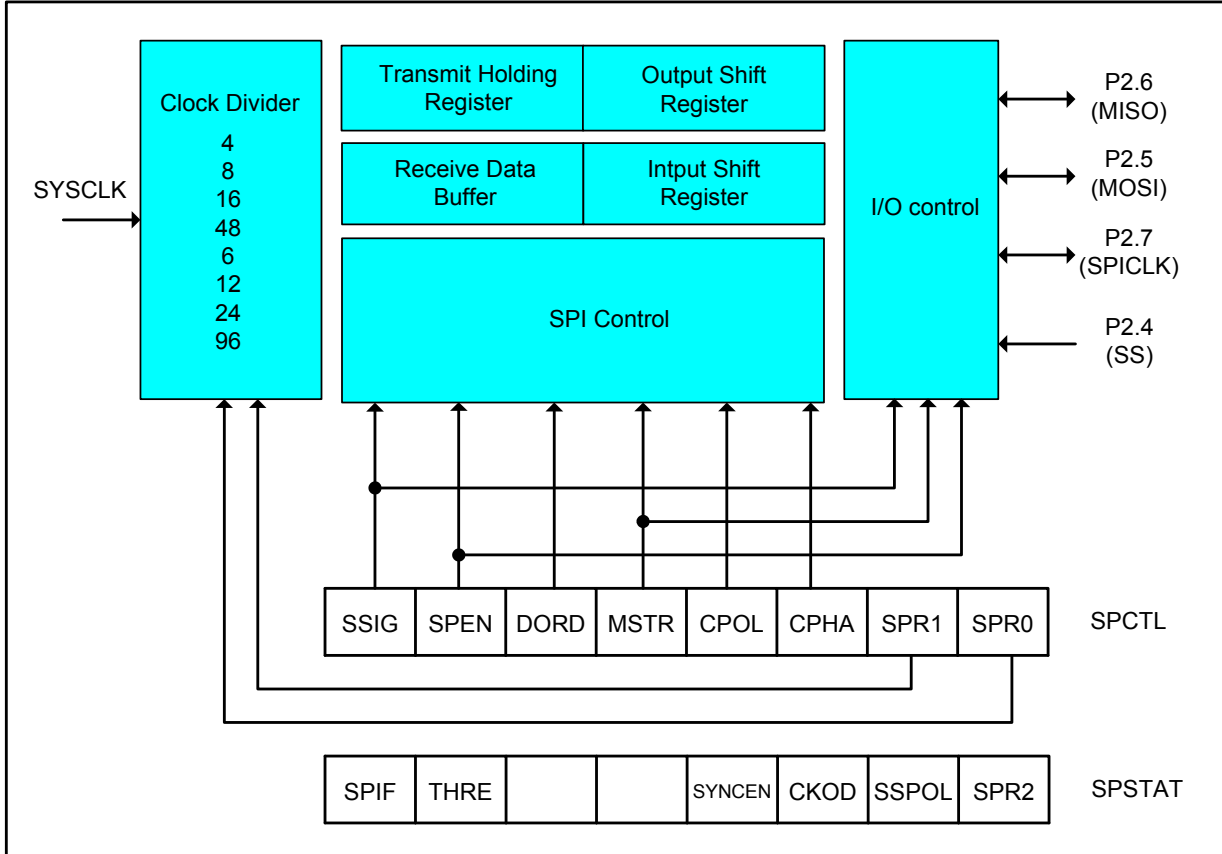 SYSCLK
Clock Divider
4
8
16
48
6
12
24
96
Transmit Holding
Register
Output Shift
Register
Receive Data
Buffer
Intput Shift
Register
SPI Control
I/O control
P2.6
(MISO)
P2.5
(MOSI)
P2.7
(SPICLK)
P2.4
(SS)
SSIG SPEN DORD MSTR CPOL CPHA SPR1 SPR0 SPCTL
SPIF THRE SYNCEN CKOD SSPOL SPR2 SPSTAT